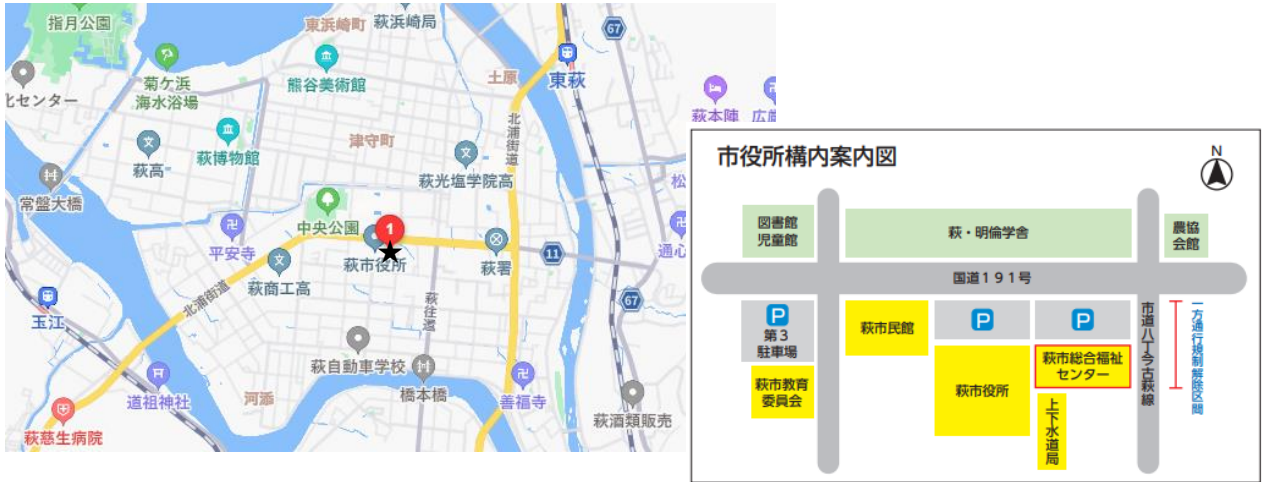 指月公園
東浜崎町
萩浜崎局
67
東萩
菊ケ浜
海水浴場
熊谷美術館
土原
化センター
萩本陣
北浦街道
津守町
萩博物館
文
萩高
文
萩光塩学院高
常盤大橋
中央公園
1
平安寺
萩市役所
萩署
11
通心
文
萩商工高
北浦街道
玉江
萩往還
67
萩自動車学校
橋本橋
道祖神社
河添
善福寺
萩酒類販売
萩慈生病院
市役所構内案内図
N
図書館
児童館
萩・明倫学舎
農協
会館
国道191号
P
第3
駐車場
萩市民館
P
P
市道八丁今古萩線
一方通行規制解除区間
萩市教育
委員会
萩市役所
萩市総合福祉
センター
上下水道局